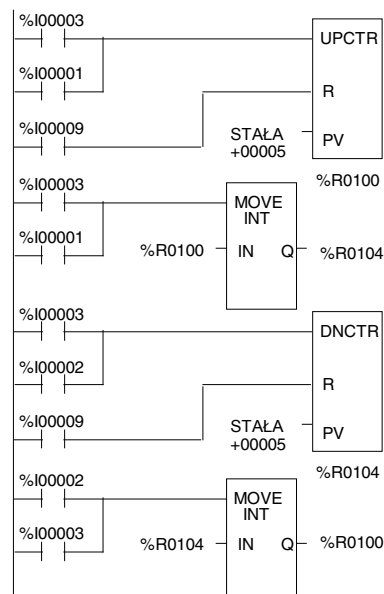 %I00003
UPCTR
%I00001
R
%I00009
STAŁA
+00005
PV
%R0100
%I00003
MOVE
INT
%I00001
%R0100
IN
Q
%R0104
%I00003
DNCTR
%I00002
R
%I00009
STAŁA
+00005
PV
%R0104
%I00002
MOVE
INT
%I00003
%R0104
IN
Q
%R0100